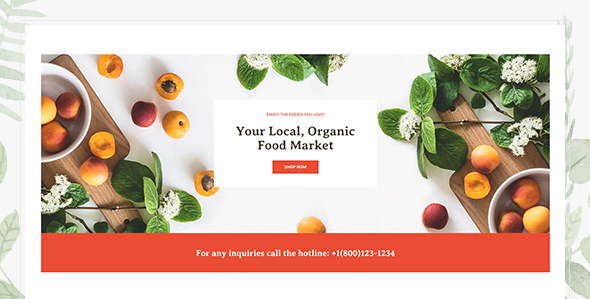 ENJOY THE FOODS YOU LOVE!
Your Local, Organic
Food Market
SHOP NOW
For any inquiries call the hotline: +1(800)123-1234